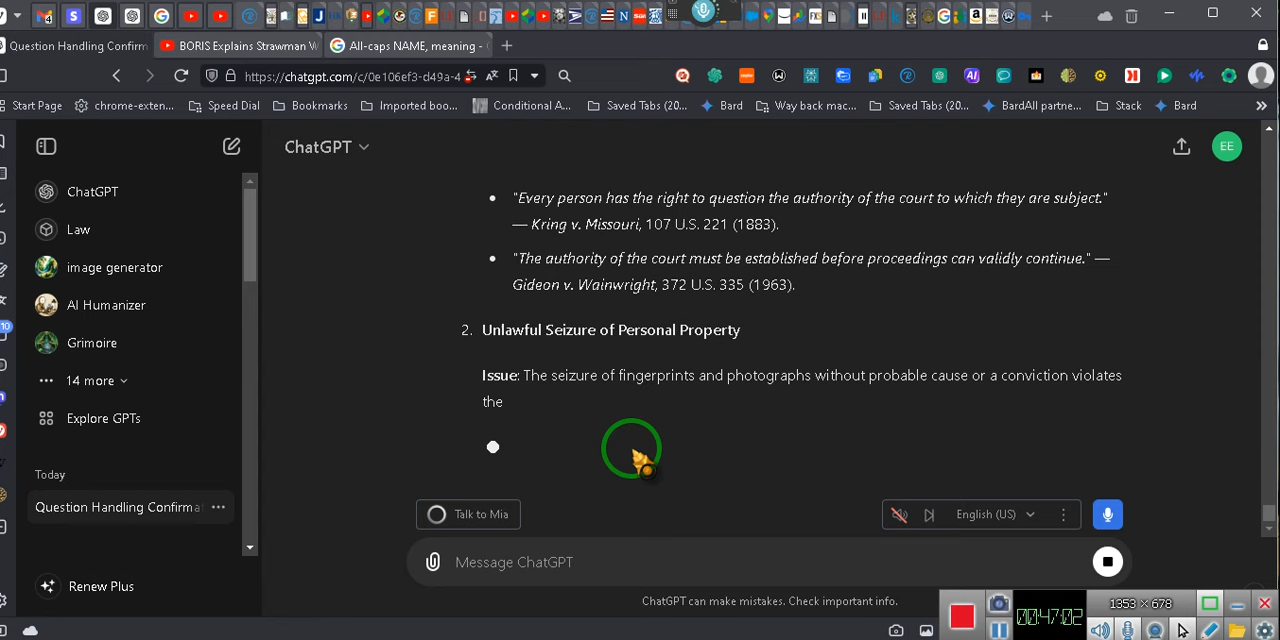 Question Handling Confirm
BORIS Explains Strawman W
All-caps NAME, meaning -
https://chatgpt.com/c/0e106ef3-d49a-4
Start Page
chrome-exten...
Speed Dial
Bookmarks
Imported boo...
Conditional A...
Saved Tabs (20...
Bard
Way back mac...
Saved Tabs (20...
BardAll partne...
Stack
Bard
ChatGPT
EE
ChatGPT
Law
image generator
AI Humanizer
Grimoire
14 more
Explore GPTs
Today
Question Handling Confirma
Renew Plus
• "Every person has the right to question the authority of the court to which they are subject."
— Kring v. Missouri, 107 U.S. 221 (1883).
• "The authority of the court must be established before proceedings can validly continue." —
Gideon v. Wainwright, 372 U.S. 335 (1963).
2. Unlawful Seizure of Personal Property
Issue: The seizure of fingerprints and photographs without probable cause or a conviction violates
the
Talk to Mia
English (US)
Message ChatGPT
ChatGPT can make mistakes. Check important info.
00:47:02
1353 × 678